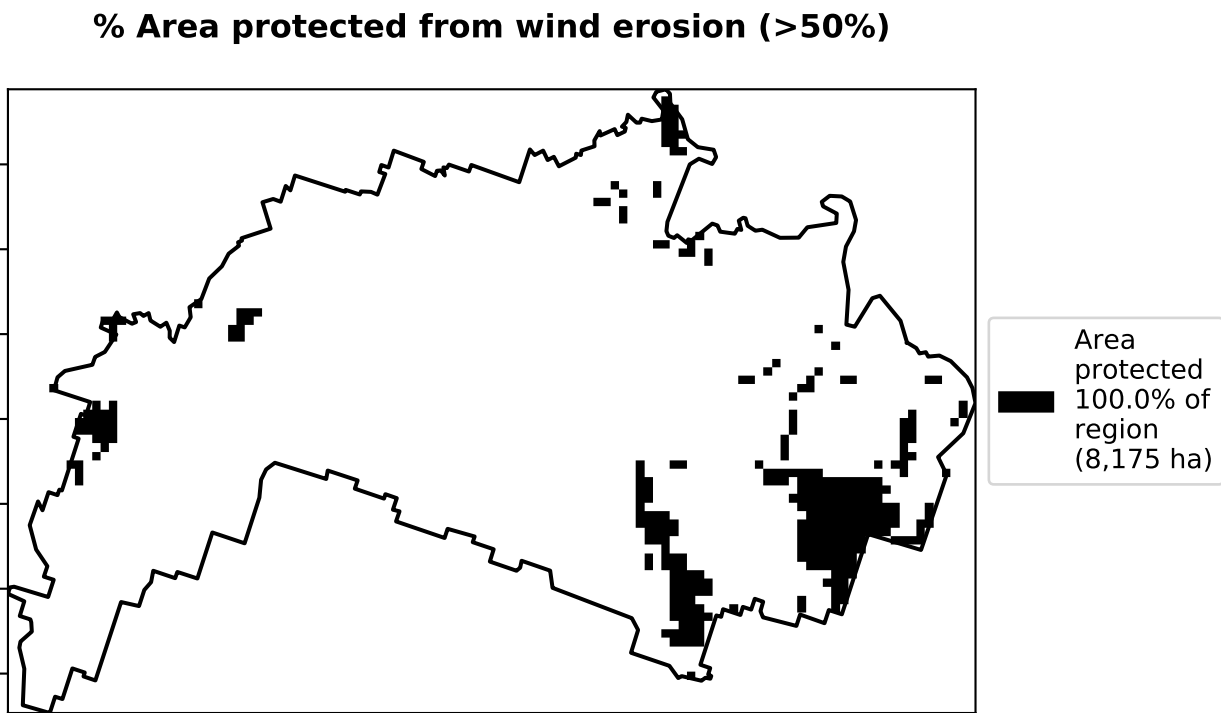 % Area protected from wind erosion (>50%)
Area
protected
100.0% of
region
(8,175 ha)